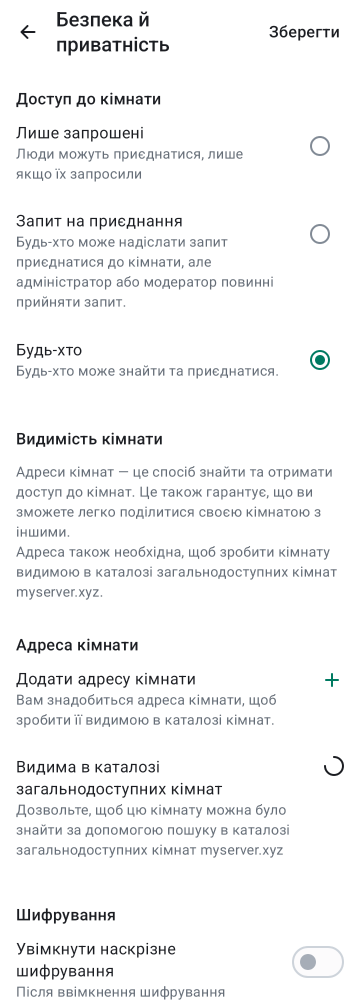 Безпека й
приватність
Зберегти
Доступ до кімнати
Лише запрошені
Люди можуть приєднатися, лише
якщо їх запросили
Запит на приєднання
Будь-хто може надіслати запит
приєднатися до кімнати, але
адміністратор або модератор повинні
прийняти запит.
Будь-хто
Будь-хто може знайти та приєднатися.
Видимість кімнати
Адреси кімнат — це спосіб знайти та отримати
доступ до кімнат. Це також гарантує, що ви
зможете легко поділитися своєю кімнатою з
іншими.
Адреса також необхідна, щоб зробити кімнату
видимою в каталозі загальнодоступних кімнат
myserver.xyz.
Адреса кімнати
Додати адресу кімнати
Вам знадобиться адреса кімнати, щоб
зробити її видимою в каталозі кімнат.
Видима в каталозі
загальнодоступних кімнат
Дозвольте, щоб цю кімнату можна було
знайти за допомогою пошуку в каталозі
загальнодоступних кімнат myserver.xyz
Шифрування
Увімкнути наскрізне
шифрування
Після ввімкнення шифрування